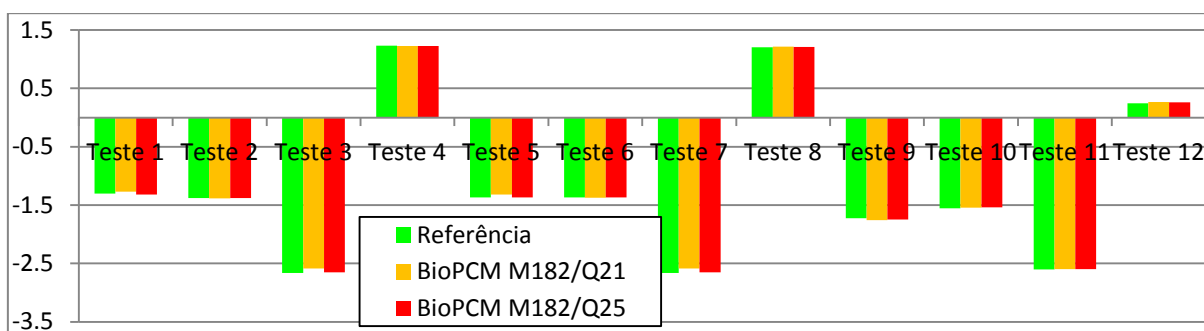 1.5
0.5
-0.5
-1.5
-2.5
-3.5
Teste 1 Teste 2 Teste 3 Teste 4 Teste 5 Teste 6 Teste 7 Teste 8 Teste 9 Teste 10 Teste 11 Teste 12
Referência
BioPCM M182/Q21
BioPCM M182/Q25